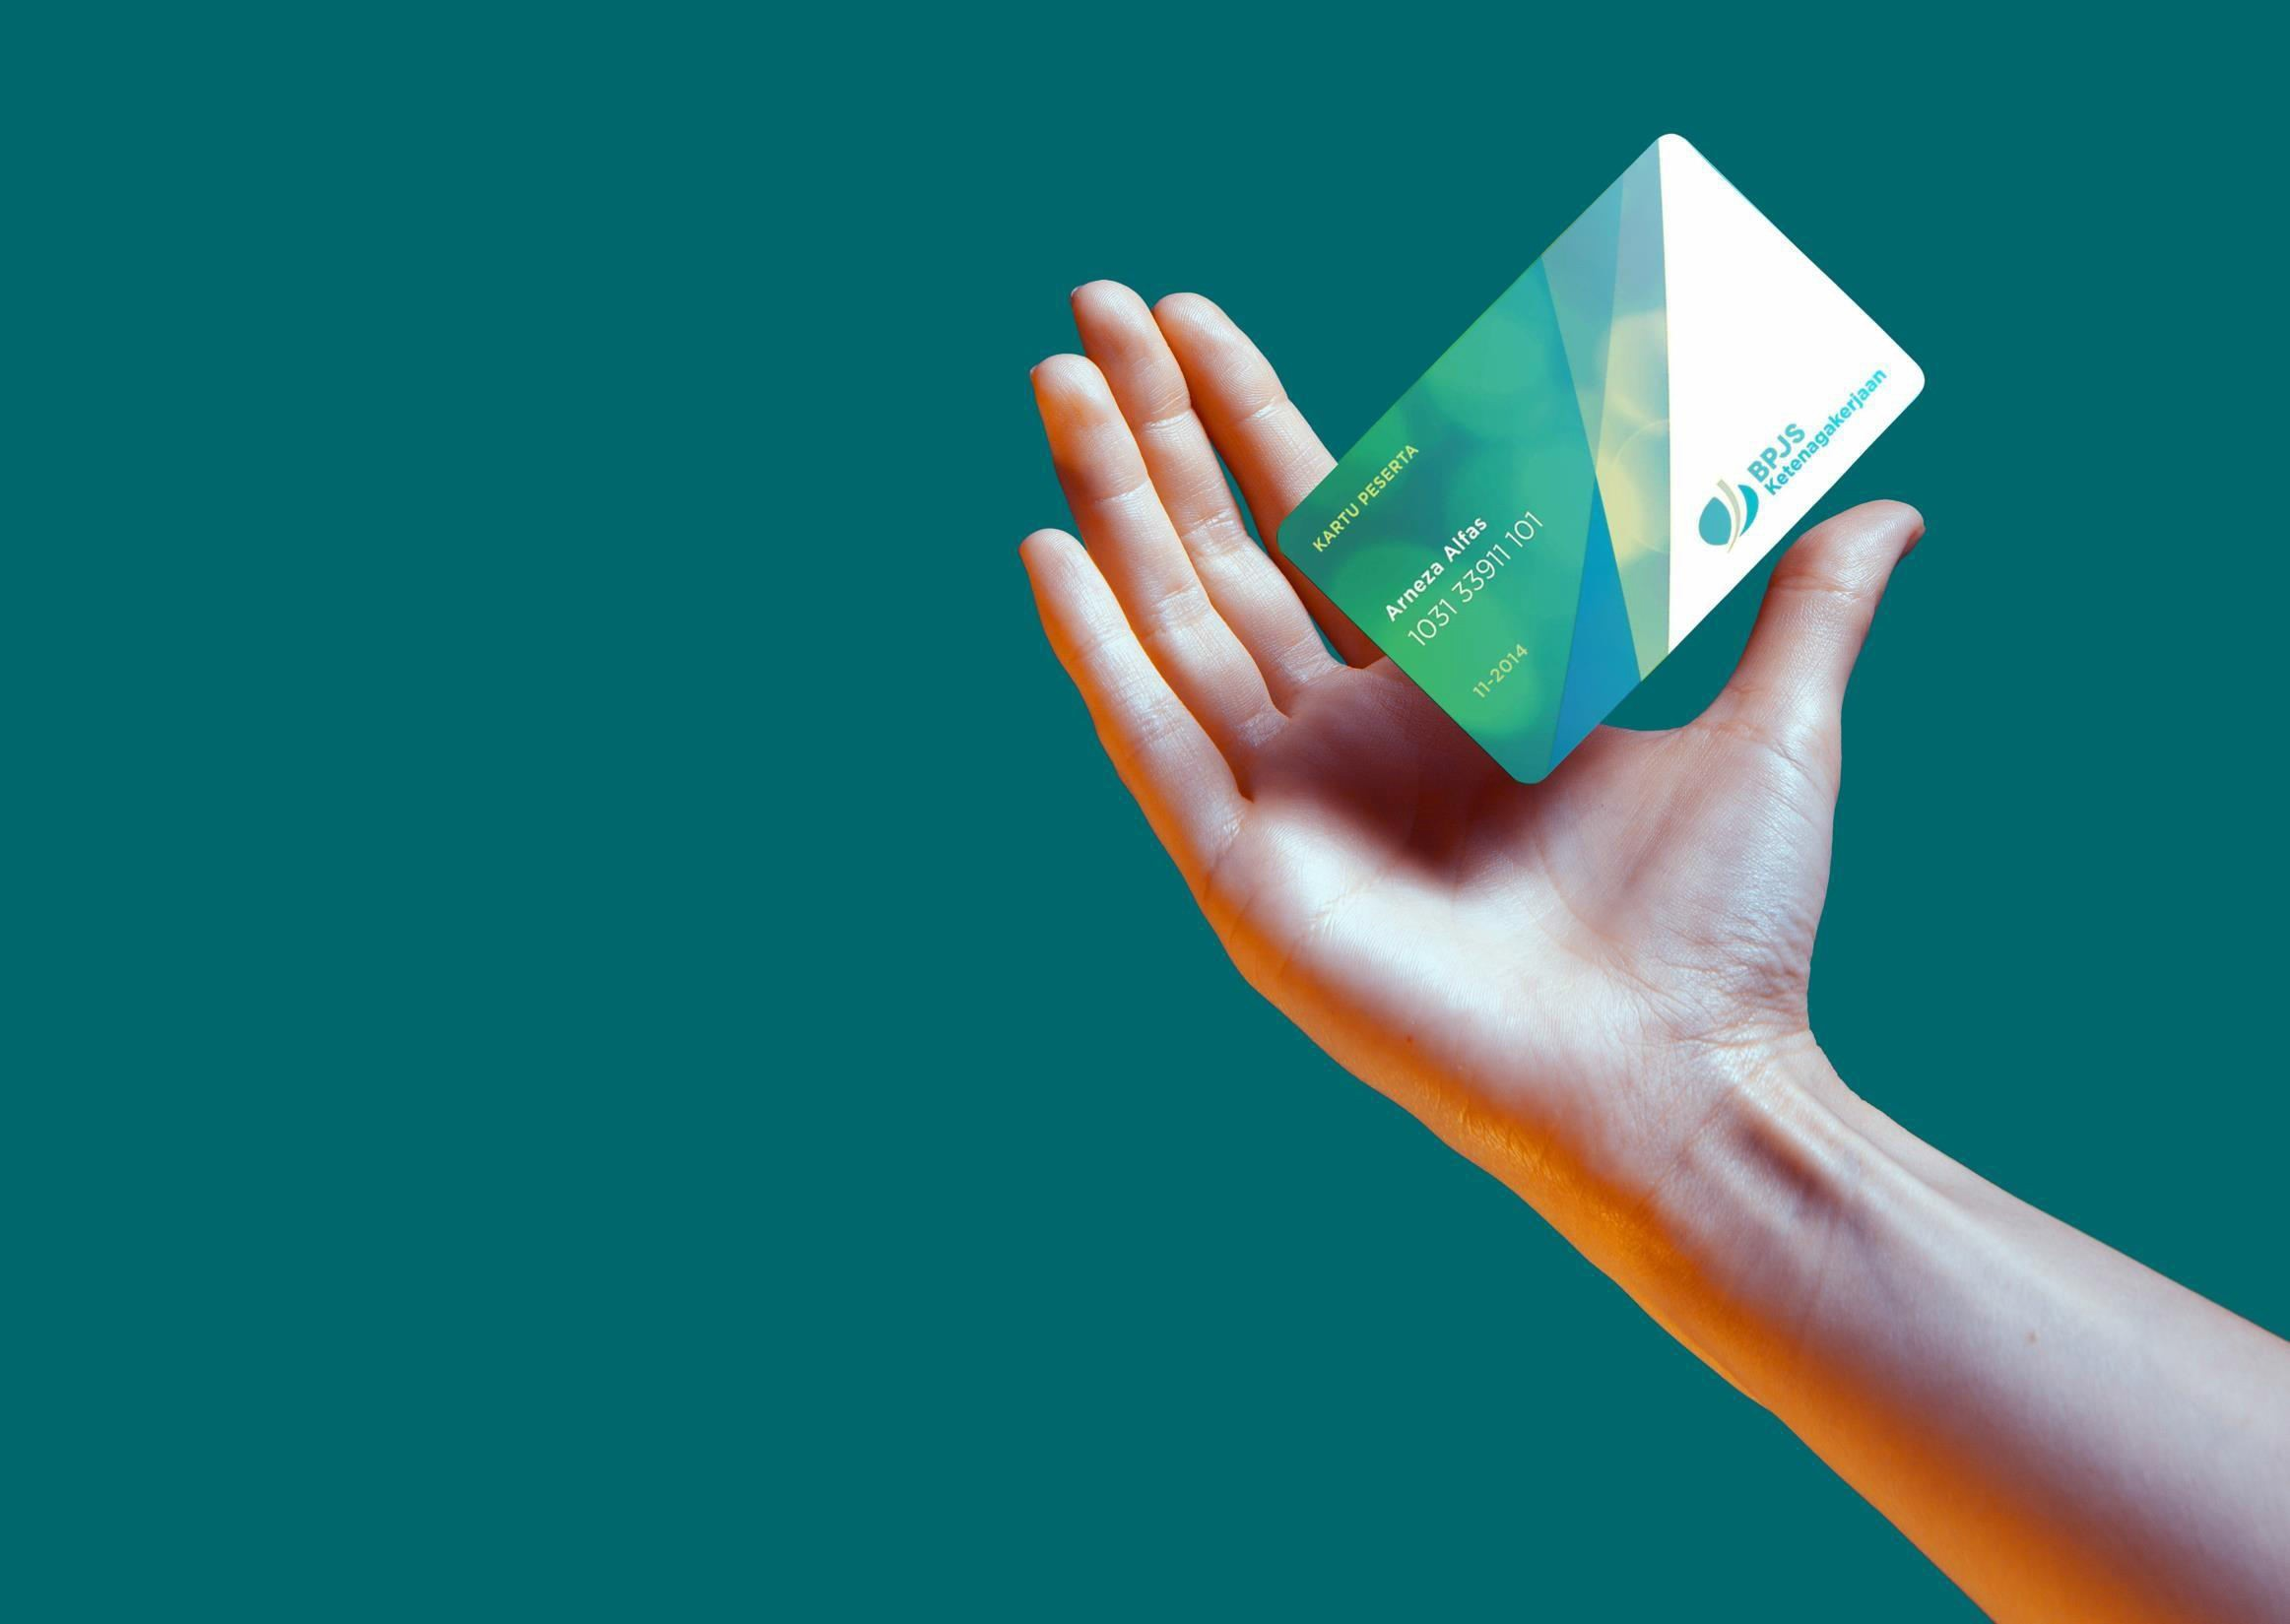 KARTU PESERTA
Arneza Alfas
1031 33911 101
11-2014
BPJS
Ketenagakerjaan